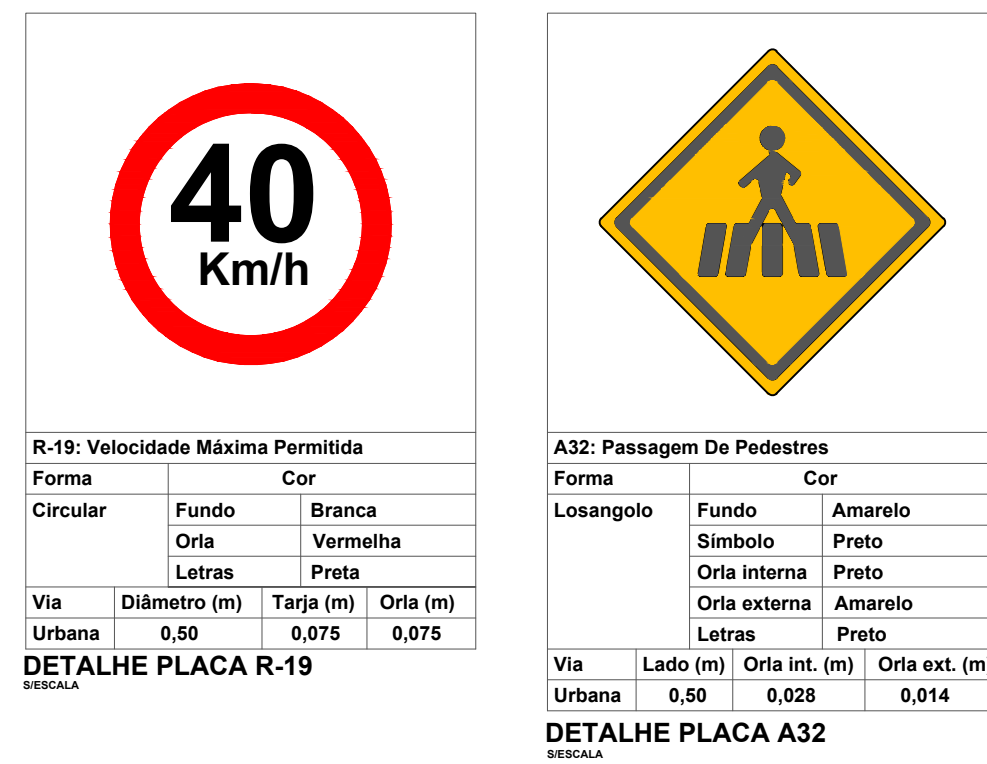 40
Km/h
R-19: Velocidade Máxima Permitida
Forma Cor
Circular Fundo Branca
Orla Vermelha
Letras Preta
Via Diâmetro (m) Tarja (m) Orla (m)
Urbana 0,50 0,075 0,075
DETALHE PLACA R-19
S/ESCALA
A32: Passagem De Pedestres
Forma Cor
Losangolo Fundo Amarelo
Símbolo Preto
Orla interna Preto
Orla externa Amarelo
Letras Preto
Via Lado (m) Orla int. (m) Orla ext. (m)
Urbana 0,50 0,028 0,014
DETALHE PLACA A32
S/ESCALA